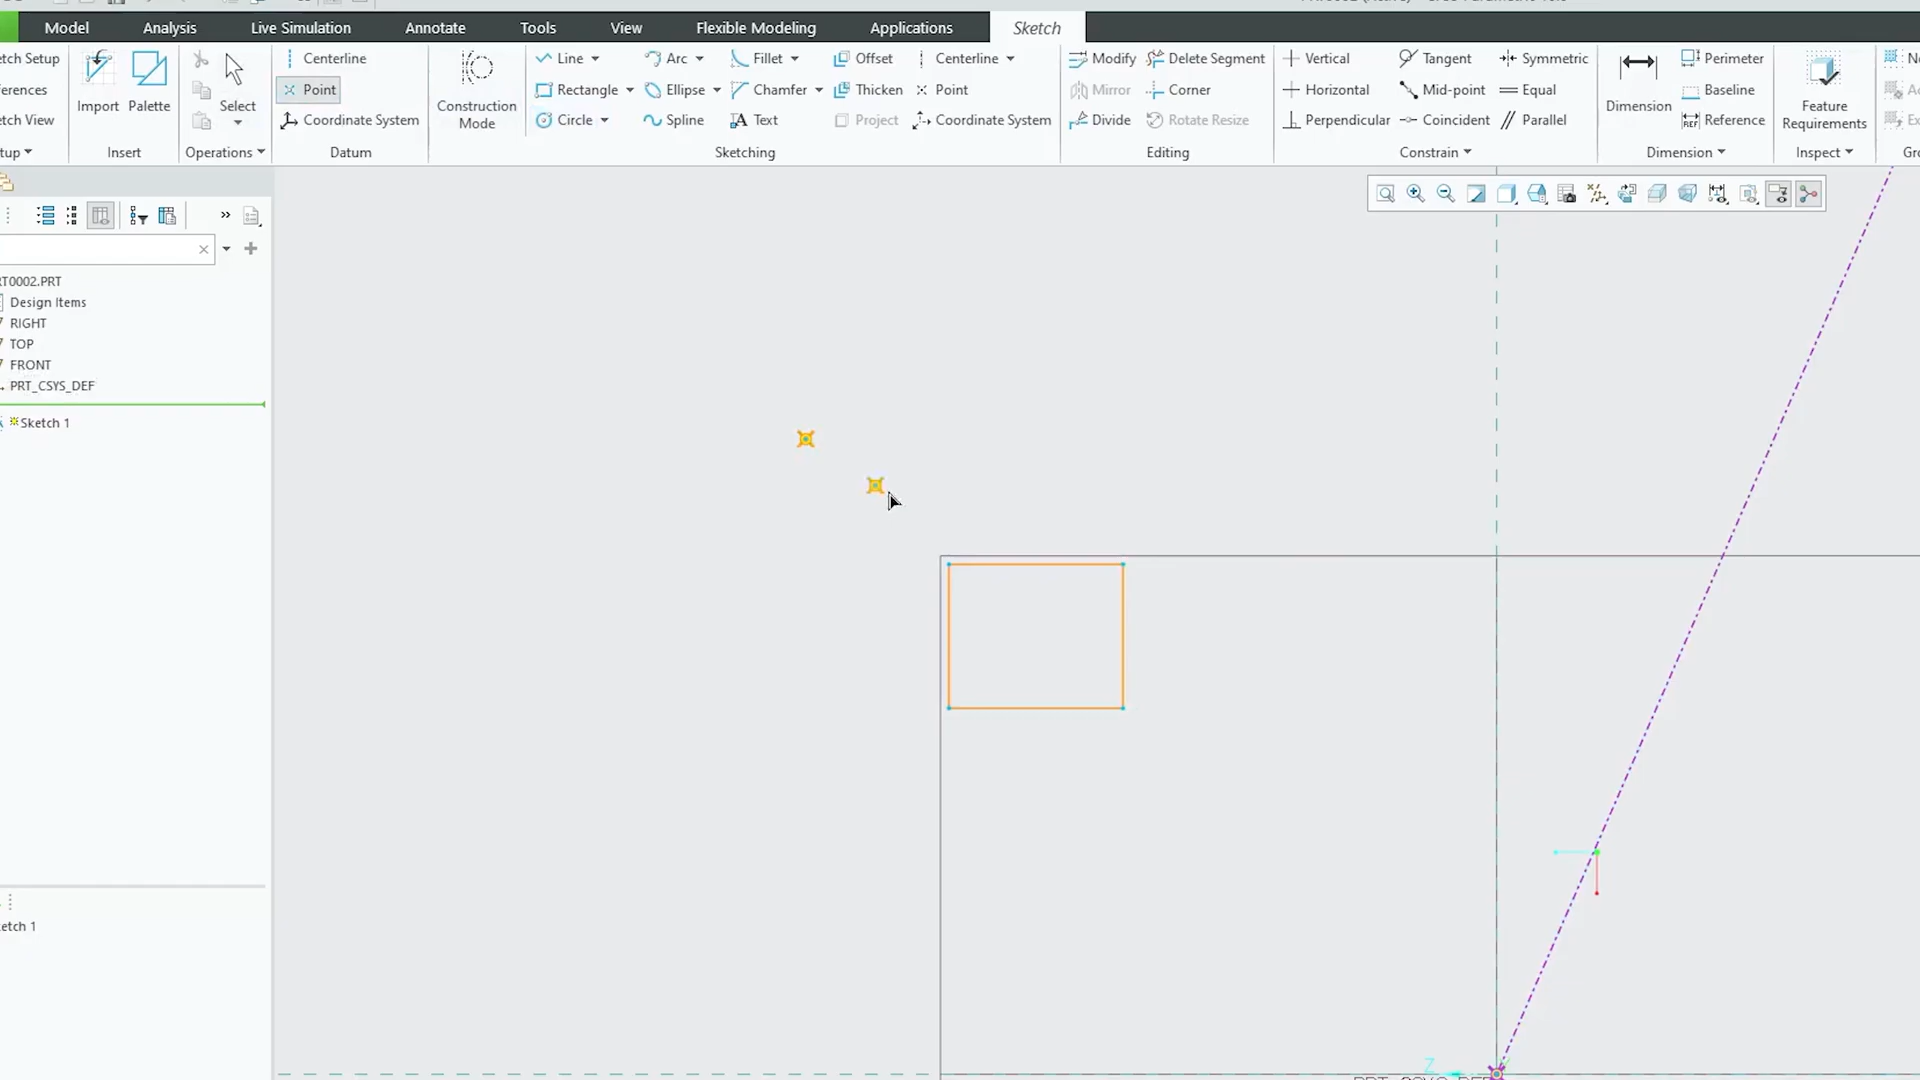 Model Analysis Live Simulation Annotate Tools View Flexible Modeling Applications Sketch
tch Setup Centerline Line Arc Fillet Offset Centerline Modify Delete Segment Vertical Tangent Symmetric Perimeter
erences Point Rectangle Ellipse Chamfer Thicken Point Mirror Corner Horizontal Mid-point Equal Baseline
Import Palette Select Construction Mode Dimension Feature Requirements
tch View Coordinate System Circle Spline Text Project Coordinate System Divide Rotate Resize Perpendicular Coincident Parallel Reference
tup Insert Operations Datum Sketching Editing Constrain Dimension Inspect Gr
RT0002.PRT
Design Items
RIGHT
TOP
FRONT
PRT_CSYS_DEF
Sketch 1
etch 1
Z